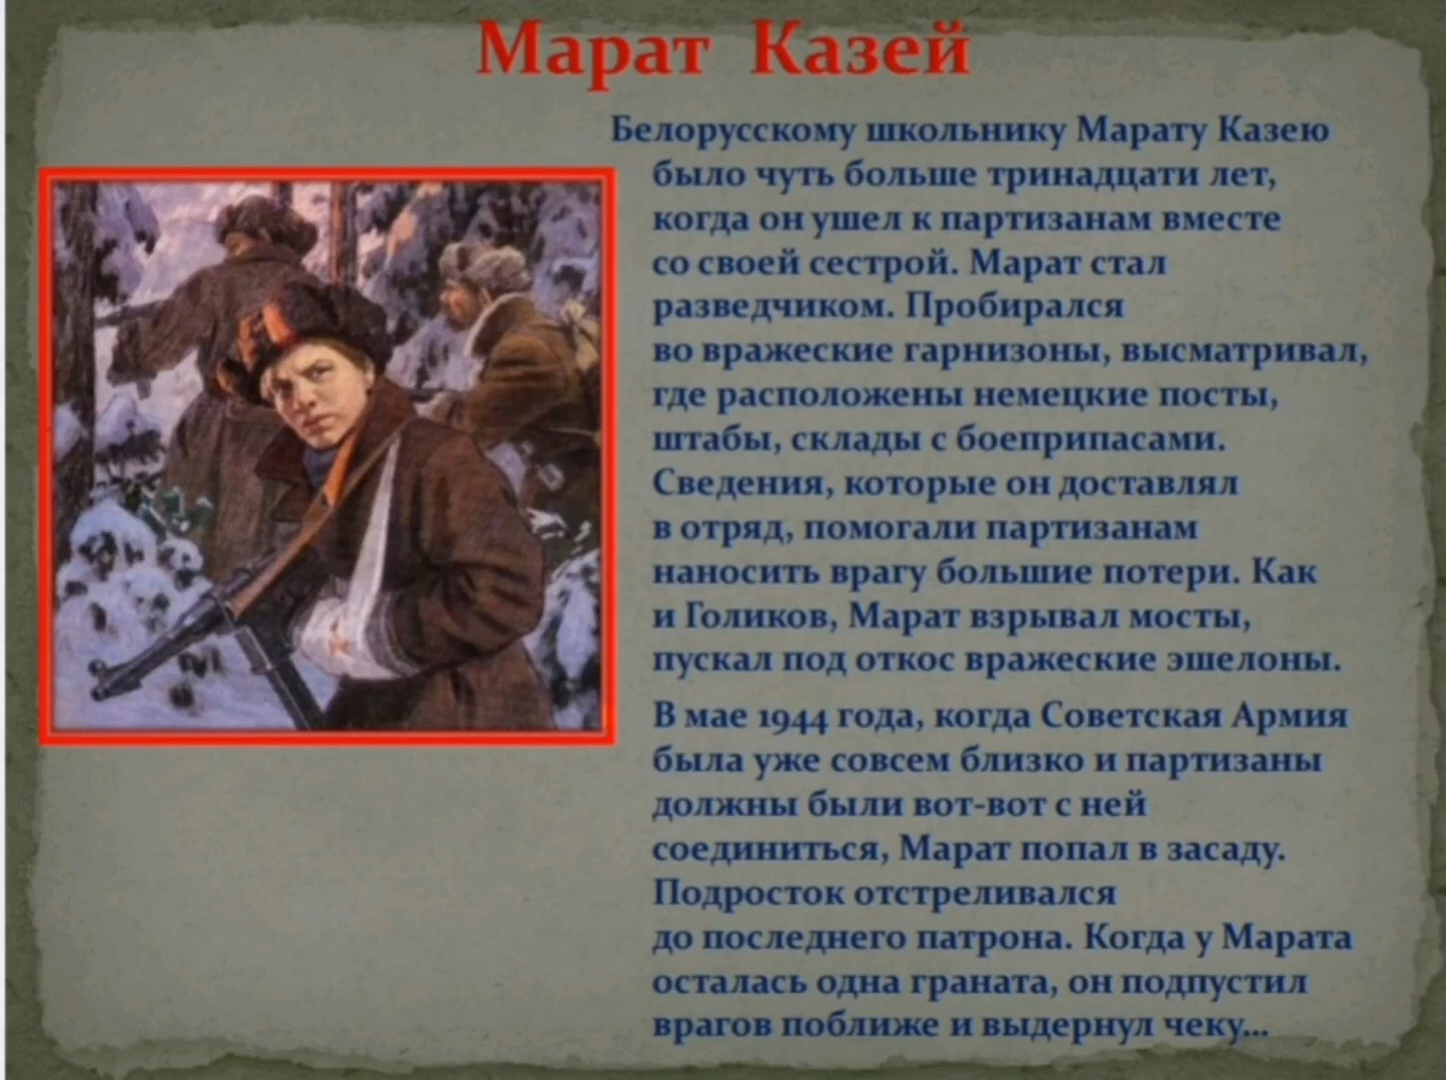 Марат Казей
Белорусскому школьнику Марату Казею
было чуть больше тринадцати лет,
когда он ушел к партизанам вместе
со своей сестрой. Марат стал
разведчиком. Пробирался
во вражеские гарнизоны, высматривал,
где расположены немецкие посты,
штабы, склады с боеприпасами.
Сведения, которые он доставлял
в отряд, помогали партизанам
наносить врагу большие потери. Как
и Голиков, Марат взрывал мосты,
пускал под откос вражеские эшелоны.
В мае 1944 года, когда Советская Армия
была уже совсем близко и партизаны
должны были вот-вот с ней
соединиться, Марат попал в засаду.
Подросток отстреливался
до последнего патрона. Когда у Марата
осталась одна граната, он подпустил
врагов поближе и выдернул чеку...